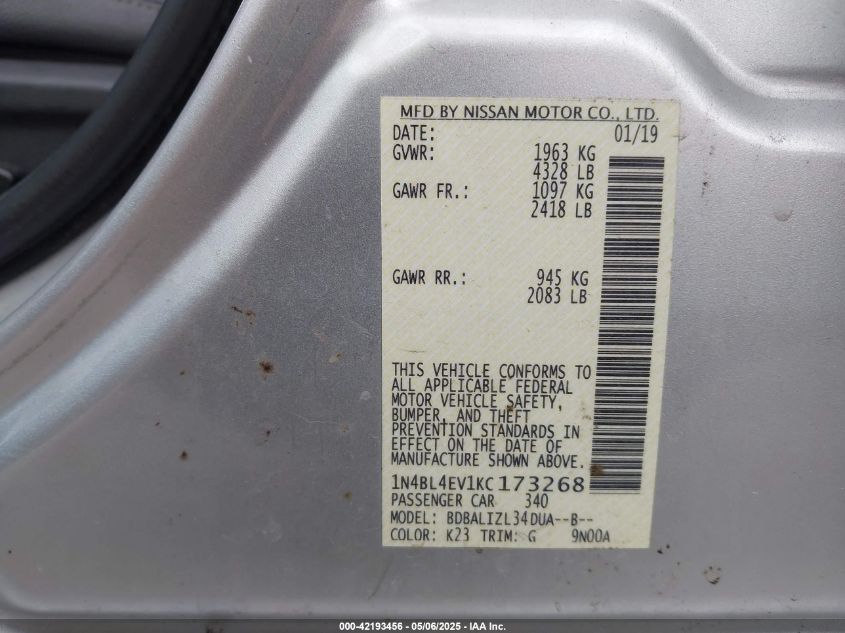 MFD BY NISSAN MOTOR CO., LTD.
DATE: 01/19
GVWR: 1963 KG
4328 LB
GAWR FR.: 1097 KG
2418 LB
GAWR RR.: 945 KG
2083 LB
THIS VEHICLE CONFORMS TO
ALL APPLICABLE FEDERAL
MOTOR VEHICLE SAFETY,
BUMPER, AND THEFT
PREVENTION STANDARDS IN
EFFECT ON THE DATE OF
MANUFACTURE SHOWN ABOVE.
1N4BL4EV1KC173268
PASSENGER CAR 340
MODEL: BDBALIZL34DUA--B--
COLOR: K23 TRIM: G 9N00A
000-42193456 - 05/06/2025 - IAA Inc.